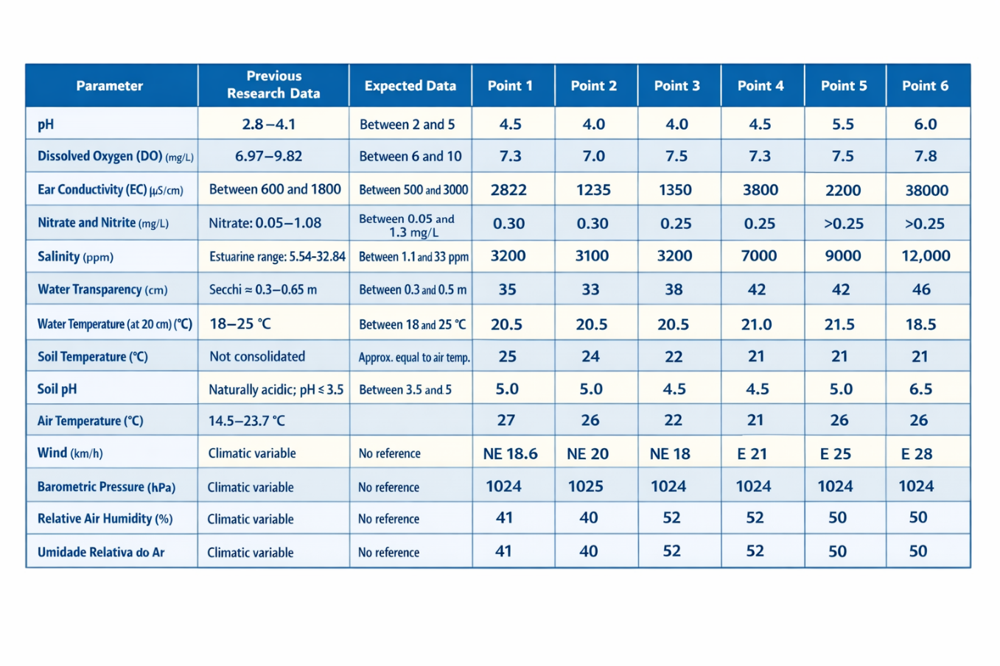 Parameter Previous Research Data Expected Data Point 1 Point 2 Point 3 Point 4 Point 5 Point 6
pH 2.8–4.1 Between 2 and 5 4.5 4.0 4.0 4.5 5.5 6.0
Dissolved Oxygen (DO) (mg/L) 6.97–9.82 Between 6 and 10 7.3 7.0 7.5 7.3 7.5 7.8
Ear Conductivity (EC) (µS/cm) Between 600 and 1800 Between 500 and 3000 2822 1235 1350 3800 2200 38000
Nitrate and Nitrite (mg/L) Nitrate: 0.05–1.08 Between 0.05 and 1.3 mg/L 0.30 0.30 0.25 0.25 >0.25 >0.25
Salinity (ppm) Estuarine range: 5.54-32.84 Between 1.1 and 33 ppm 3200 3100 3200 7000 9000 12,000
Water Transparency (cm) Secchi ≈ 0.3–0.65 m Between 0.3 and 0.5 m 35 33 38 42 42 46
Water Temperature (at 20 cm) (°C) 18–25 °C Between 18 and 25 °C 20.5 20.5 20.5 21.0 21.5 18.5
Soil Temperature (°C) Not consolidated Approx. equal to air temp. 25 24 22 21 21 21
Soil pH Naturally acidic; pH ≤ 3.5 Between 3.5 and 5 5.0 5.0 4.5 4.5 5.0 6.5
Air Temperature (°C) 14.5–23.7 °C 27 26 22 21 26 26
Wind (km/h) Climatic variable No reference NE 18.6 NE 20 NE 18 E 21 E 25 E 28
Barometric Pressure (hPa) Climatic variable No reference 1024 1025 1024 1024 1024 1024
Relative Air Humidity (%) Climatic variable No reference 41 40 52 52 50 50
Umidade Relativa do Ar Climatic variable No reference 41 40 52 52 50 50